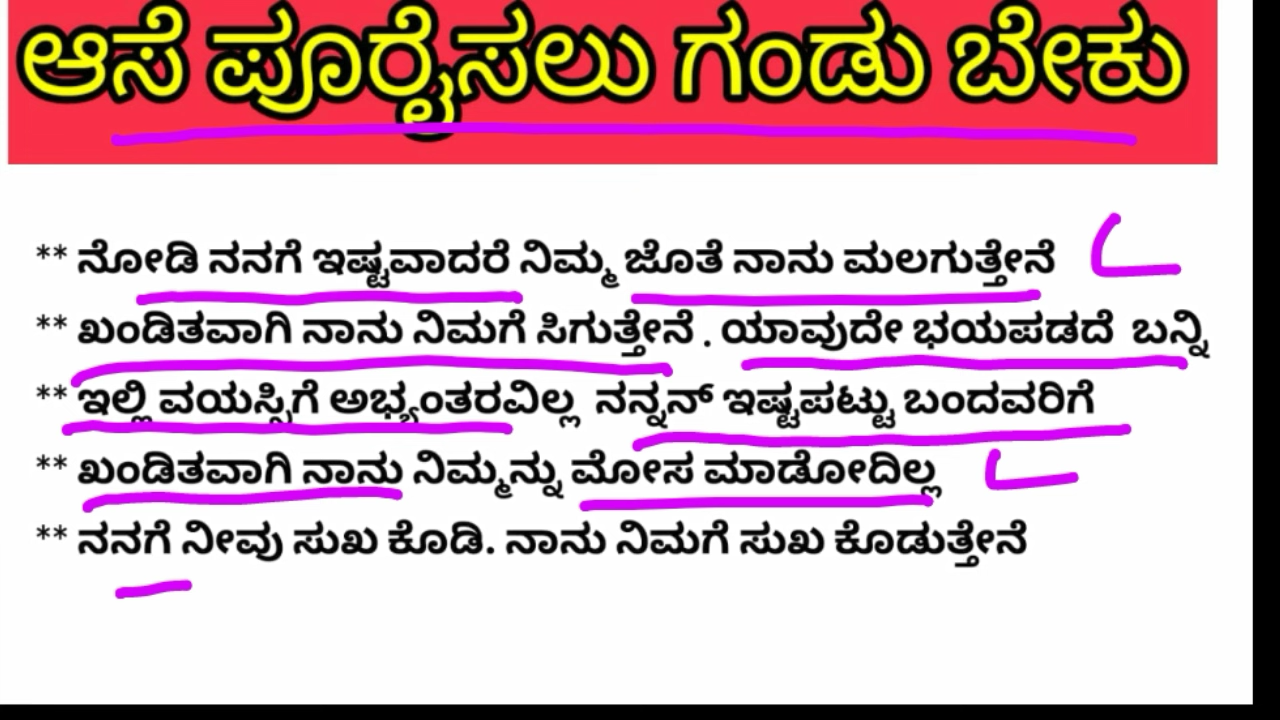 ಆಸೆ ಪೂರೈಸಲು ಗಂಡು ಬೇಕು
** ನೋಡಿ ನನಗೆ ಇಷ್ಟವಾದರೆ ನಿಮ್ಮ ಜೊತೆ ನಾನು ಮಲಗುತ್ತೇನೆ
** ಖಂಡಿತವಾಗಿ ನಾನು ನಿಮಗೆ ಸಿಗುತ್ತೇನೆ . ಯಾವುದೇ ಭಯಪಡದೆ ಬನ್ನಿ
** ಇಲ್ಲಿ ವಯಸ್ಸಿಗೆ ಅಭ್ಯಂತರವಿಲ್ಲ ನನ್ನನ್ ಇಷ್ಟಪಟ್ಟು ಬಂದವರಿಗೆ
** ಖಂಡಿತವಾಗಿ ನಾನು ನಿಮ್ಮನ್ನು ಮೋಸ ಮಾಡೋದಿಲ್ಲ
** ನನಗೆ ನೀವು ಸುಖ ಕೊಡಿ. ನಾನು ನಿಮಗೆ ಸುಖ ಕೊಡುತ್ತೇನೆ